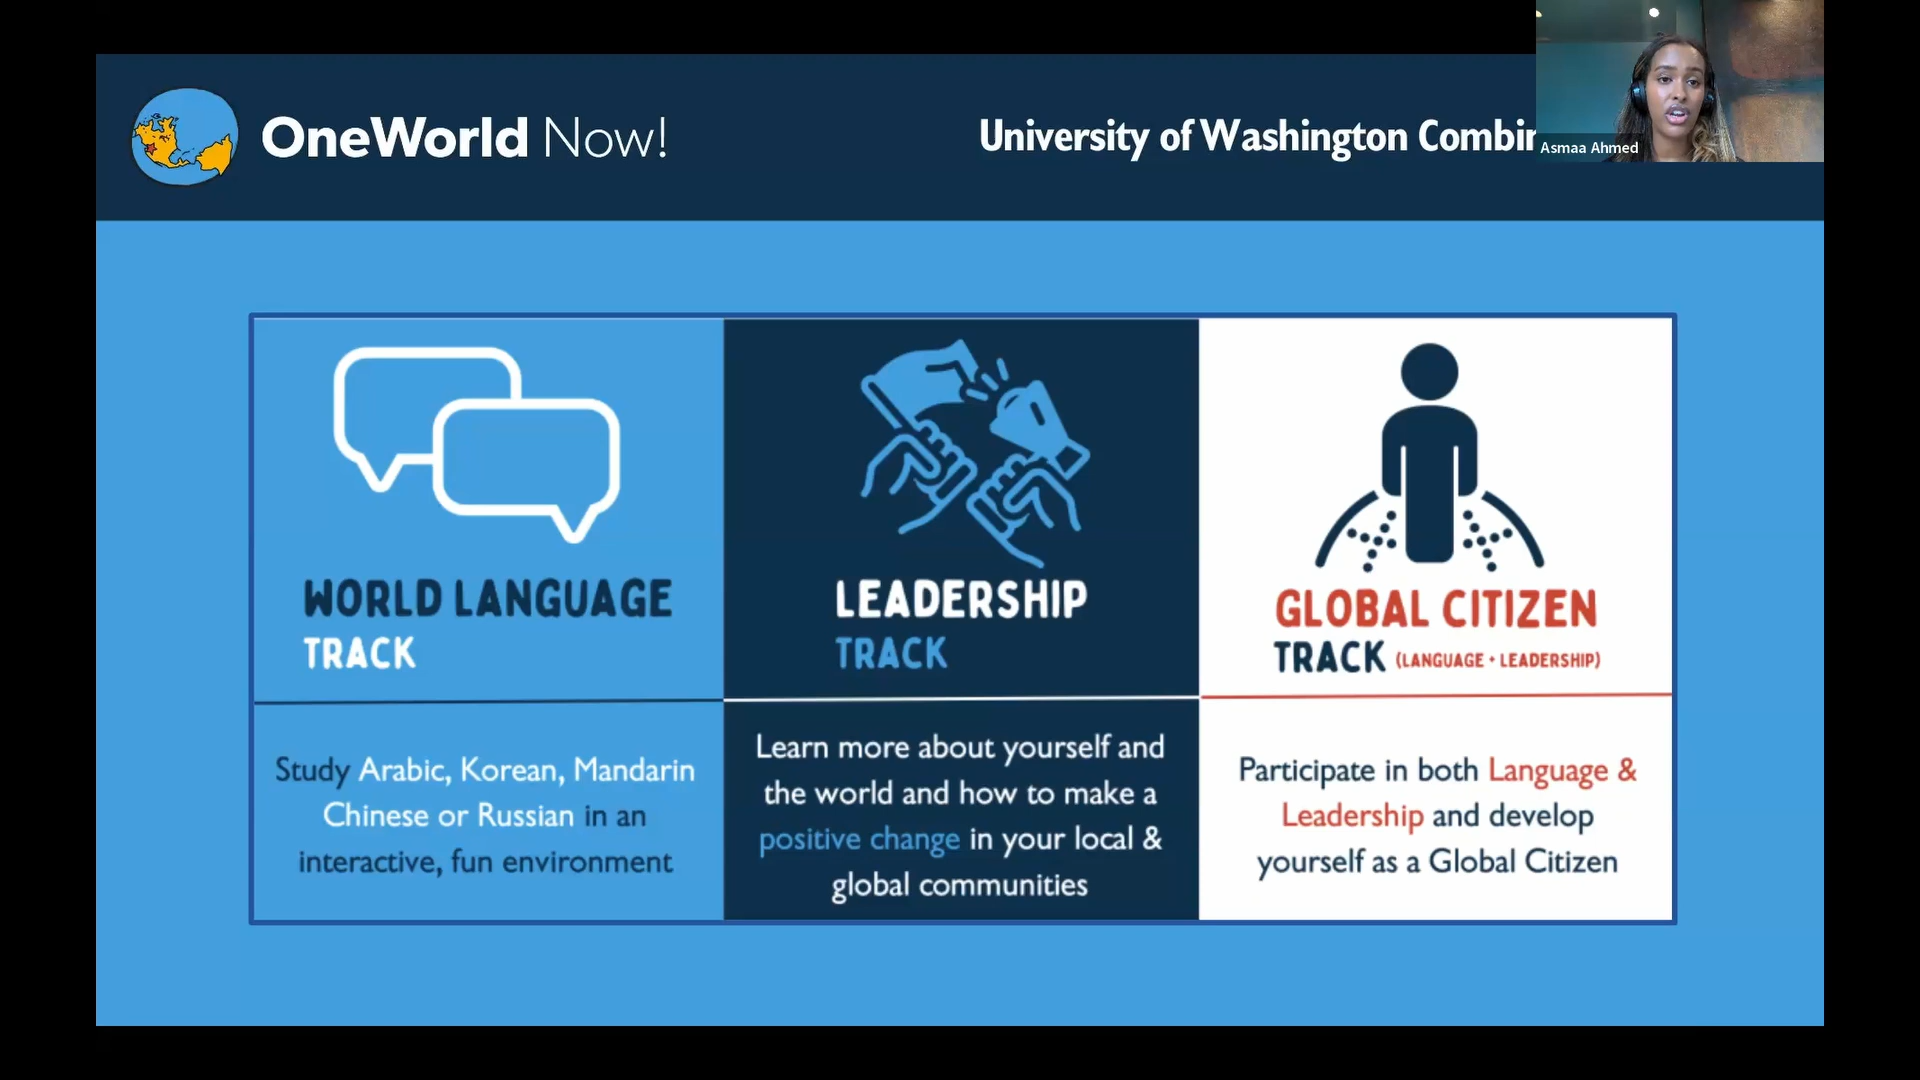 OneWorld Now!
University of Washington Combin
Asmaa Ahmed
WORLD LANGUAGE
TRACK
Study Arabic, Korean, Mandarin
Chinese or Russian in an
interactive, fun environment
LEADERSHIP
TRACK
Learn more about yourself and
the world and how to make a
positive change in your local &
global communities
GLOBAL CITIZEN
TRACK (LANGUAGE + LEADERSHIP)
Participate in both Language &
Leadership and develop
yourself as a Global Citizen